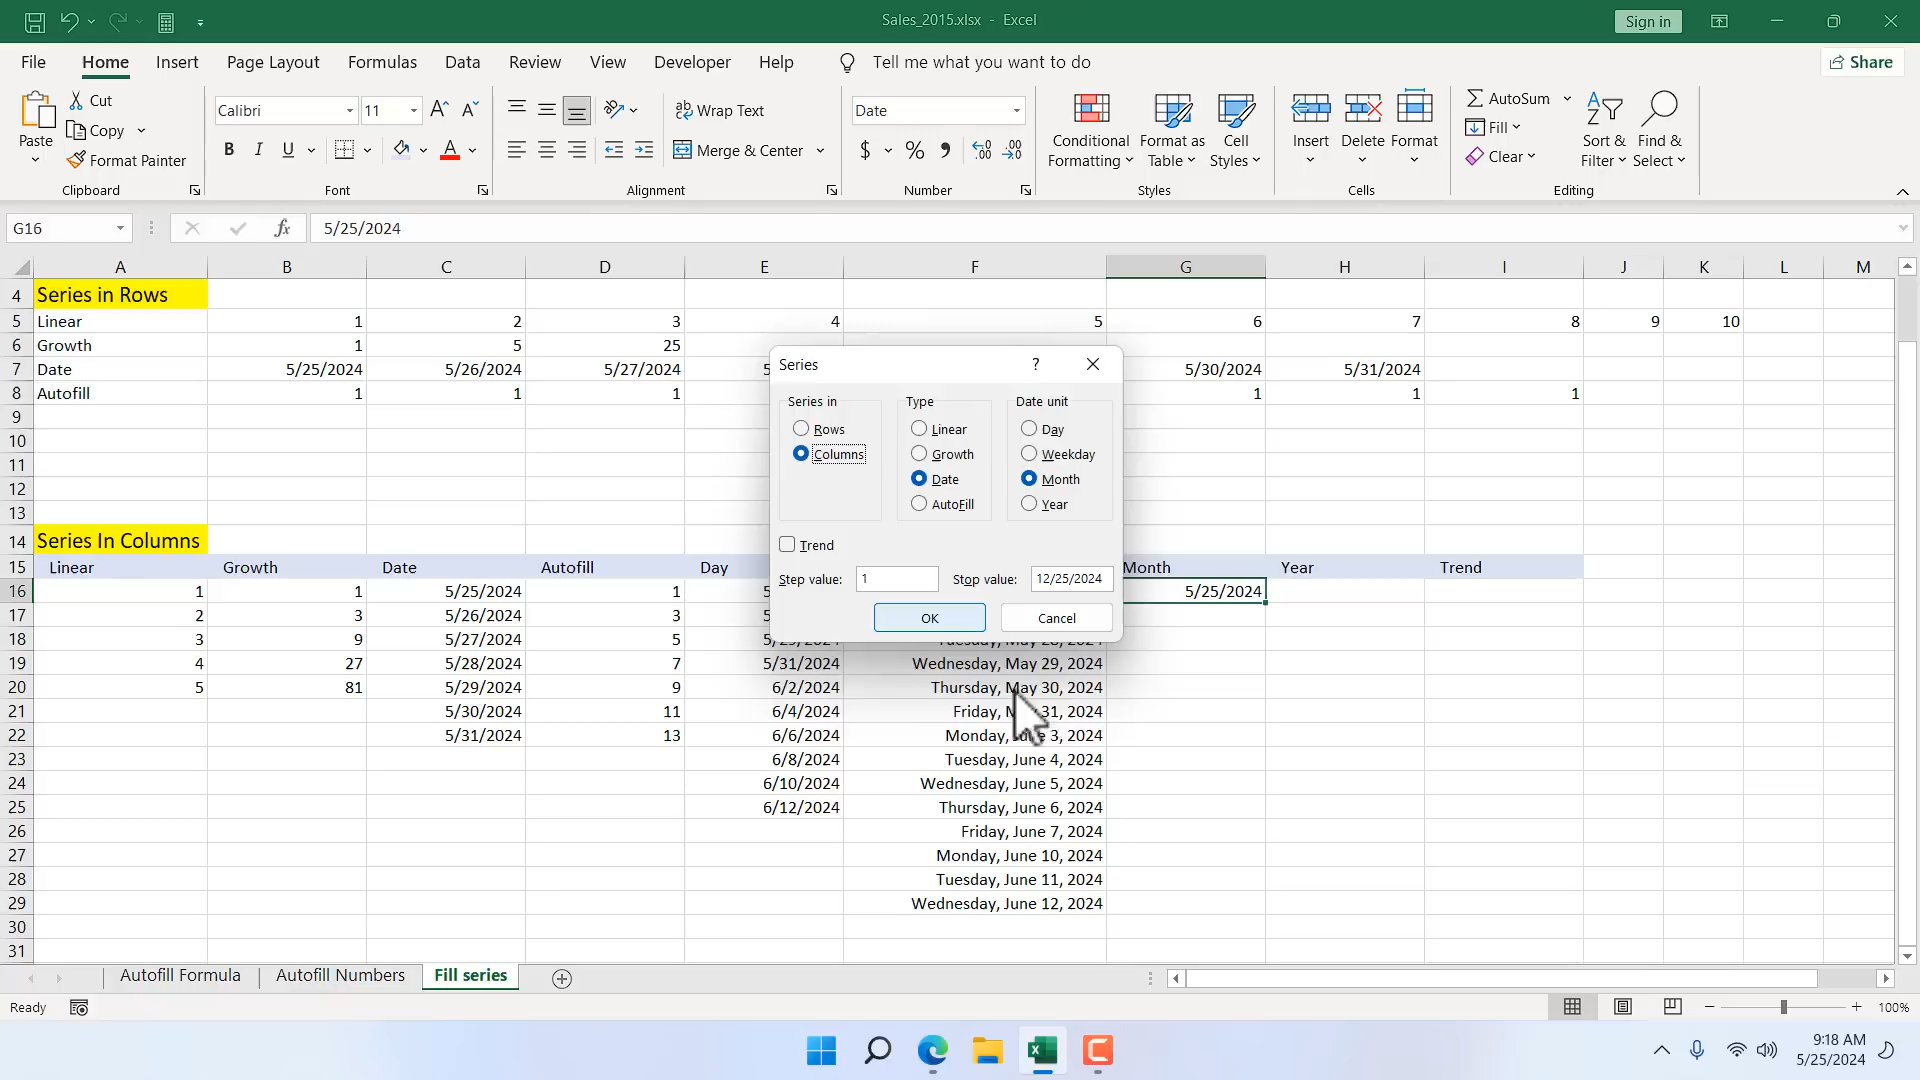 Sales_2015.xlsx - Excel
Sign in
File Home Insert Page Layout Formulas Data Review View Developer Help Tell me what you want to do Share
Paste Cut Copy Format Painter
Calibri 11
B I U
Wrap Text
Merge & Center
Date
$ %
Conditional Formatting
Format as Table
Cell Styles
Insert Delete Format
AutoSum
Fill
Clear
Sort & Filter
Find & Select
Clipboard Font Alignment Number Styles Cells Editing
G16 fx 5/25/2024
A B C D E F G H I J K L M
4 Series in Rows
5 Linear 1 2 3 4 5 6 7 8 9 10
6 Growth 1 5 25
7 Date 5/25/2024 5/26/2024 5/27/2024 5/30/2024 5/31/2024
8 Autofill 1 1 1 1 1 1
9
10
11
12
13
14 Series In Columns
15 Linear Growth Date Autofill Day Month Year Trend
16 1 1 5/25/2024 1 5/25/2024
17 2 3 5/26/2024 3
18 3 9 5/27/2024 5 5/29/2024 Tuesday, May 28, 2024
19 4 27 5/28/2024 7 5/31/2024 Wednesday, May 29, 2024
20 5 81 5/29/2024 9 6/2/2024 Thursday, May 30, 2024
21 5/30/2024 11 6/4/2024 Friday, May 31, 2024
22 5/31/2024 13 6/6/2024 Monday, June 3, 2024
23 6/8/2024 Tuesday, June 4, 2024
24 6/10/2024 Wednesday, June 5, 2024
25 6/12/2024 Thursday, June 6, 2024
26 Friday, June 7, 2024
27 Monday, June 10, 2024
28 Tuesday, June 11, 2024
29 Wednesday, June 12, 2024
30
31
Series ?
Series in Type Date unit
Rows Linear Day
Columns Growth Weekday
Date Month
AutoFill Year
Trend
Step value: 1 Stop value: 12/25/2024
OK Cancel
Autofill Formula Autofill Numbers Fill series
Ready 100%
9:18 AM
5/25/2024